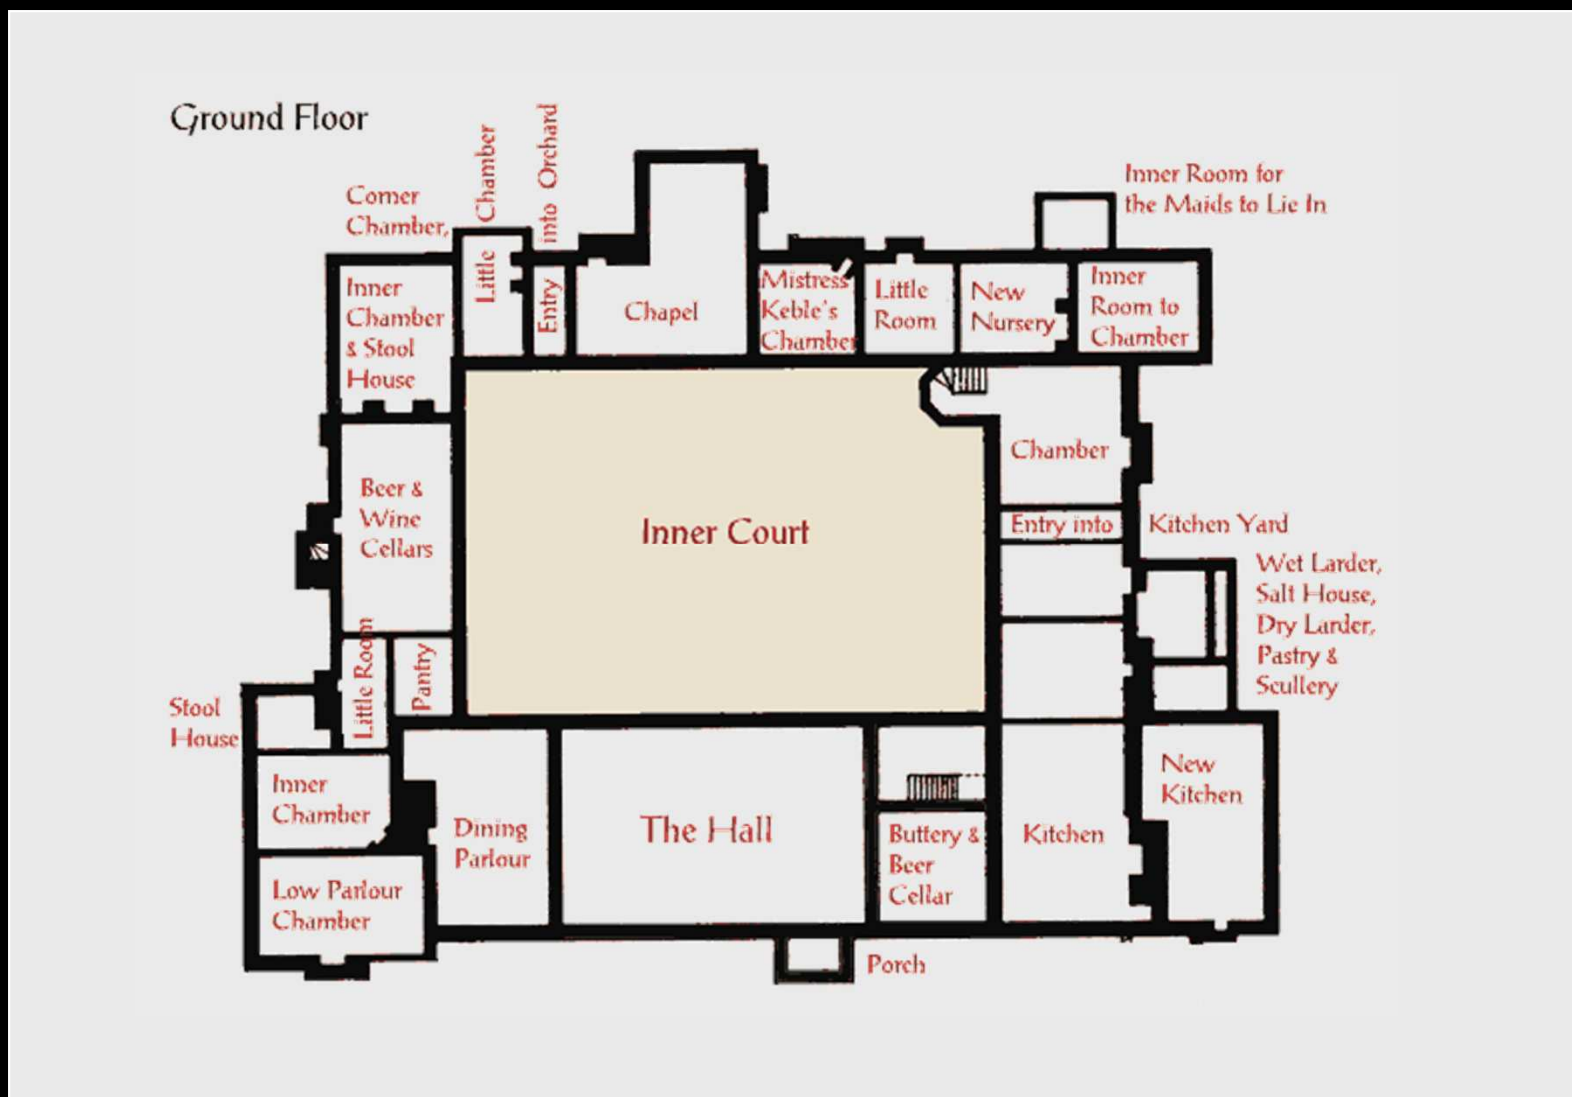 Ground Floor
Corner
Chamber,
Little Chamber
Entry into Orchard
Inner Room for
the Maids to Lie In
Inner
Chamber
& Stool
House
Chapel
Mistress
Keble's
Chamber
Little
Room
New
Nursery
Inner
Room to
Chamber
Beer &
Wine
Cellars
Inner Court
Chamber
Entry into Kitchen Yard
Wet Larder,
Salt House,
Dry Larder,
Pastry &
Scullery
Little Room
Pantry
Stool
House
Inner
Chamber
Low Parlour
Chamber
Dining
Parlour
The Hall
Buttery &
Beer
Cellar
Kitchen
New
Kitchen
Porch